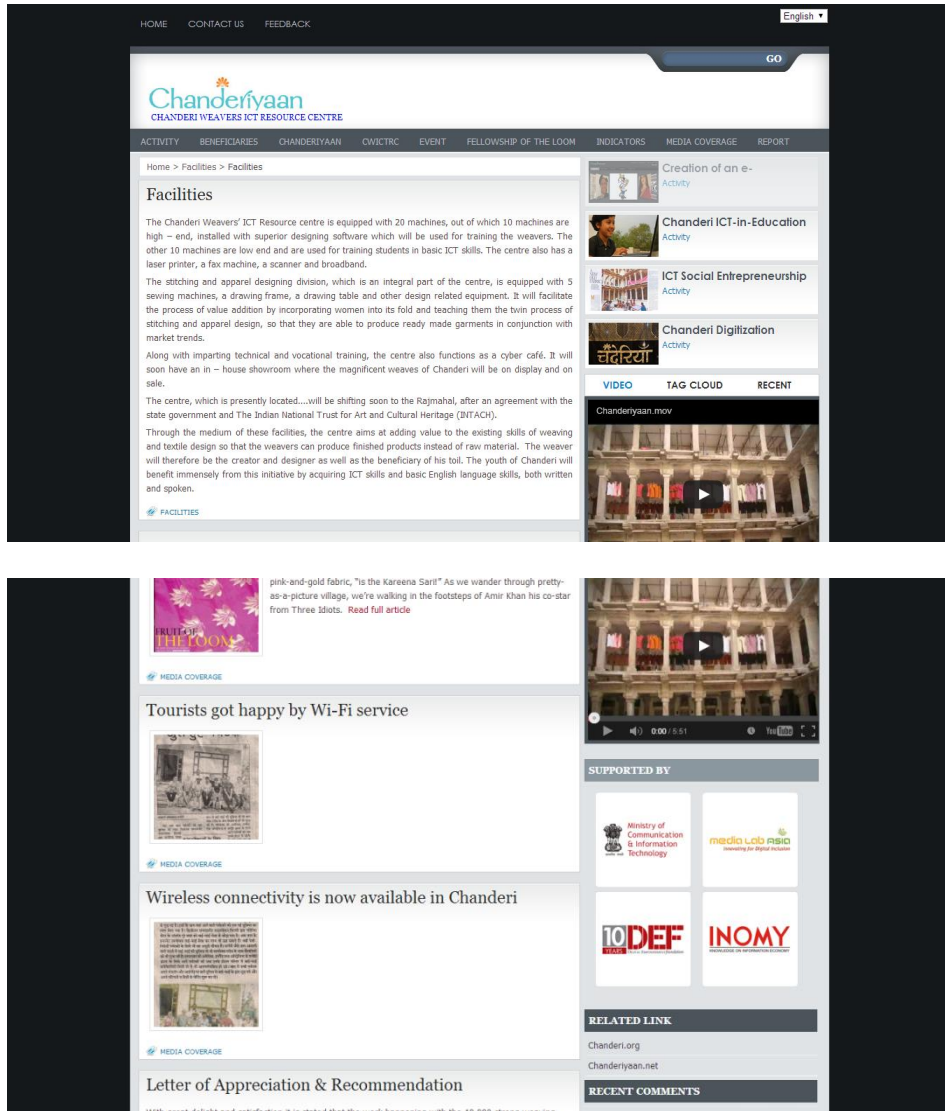 HOME CONTACT US FEEDBACK
English
GO
Chanderiyaan
CHANDERI WEAVERS ICT RESOURCE CENTRE
ACTIVITY BENEFICIARIES CHANDERIYAAN CWICTRC EVENT FELLOWSHIP OF THE LOOM INDICATORS MEDIA COVERAGE REPORT
Home > Facilities > Facilities
Facilities
The Chanderi Weavers' ICT Resource centre is equipped with 20 machines, out of which 10 machines are
high – end, installed with superior designing software which will be used for training the weavers. The
other 10 machines are low end and are used for training students in basic ICT skills. The centre also has a
laser printer, a fax machine, a scanner and broadband.
The stitching and apparel designing division, which is an integral part of the centre, is equipped with 5
sewing machines, a drawing frame, a drawing table and other design related equipment. It will facilitate
the process of value addition by incorporating women into its fold and teaching them the twin process of
stitching and apparel design, so that they are able to produce ready made garments in conjunction with
market trends.
Along with imparting technical and vocational training, the centre also functions as a cyber café. It will
soon have an in – house showroom where the magnificent weaves of Chanderi will be on display and on
sale.
The centre, which is presently located....will be shifting soon to the Rajmahal, after an agreement with the
state government and The Indian National Trust for Art and Cultural Heritage (INTACH).
Through the medium of these facilities, the centre aims at adding value to the existing skills of weaving
and textile design so that the weavers can produce finished products instead of raw material. The weaver
will therefore be the creator and designer as well as the beneficiary of his toil. The youth of Chanderi will
benefit immensely from this initiative by acquiring ICT skills and basic English language skills, both written
and spoken.
FACILITIES
Creation of an e-
Activity
Chanderi ICT-in-Education
Activity
ICT Social Entrepreneurship
Activity
चंदेरियाँ
Chanderi Digitization
Activity
VIDEO TAG CLOUD RECENT
Chanderiyaan.mov
pink-and-gold fabric, "is the Kareena Sari!" As we wander through pretty-
as-a-picture village, we're walking in the footsteps of Amir Khan his co-star
from Three Idiots. Read full article
FRUIT OF
THE LOOM
MEDIA COVERAGE
Tourists got happy by Wi-Fi service
MEDIA COVERAGE
Wireless connectivity is now available in Chanderi
MEDIA COVERAGE
Letter of Appreciation & Recommendation
0:00 / 5:51 YouTube
SUPPORTED BY
Ministry of
Communication
& Information
Technology
media Lab Asia
Innovating for Digital Inclusion
10 DEF
YEARS
INOMY
KNOWLEDGE ON INFORMATION ECONOMY
RELATED LINK
Chanderi.org
Chanderiyaan.net
RECENT COMMENTS